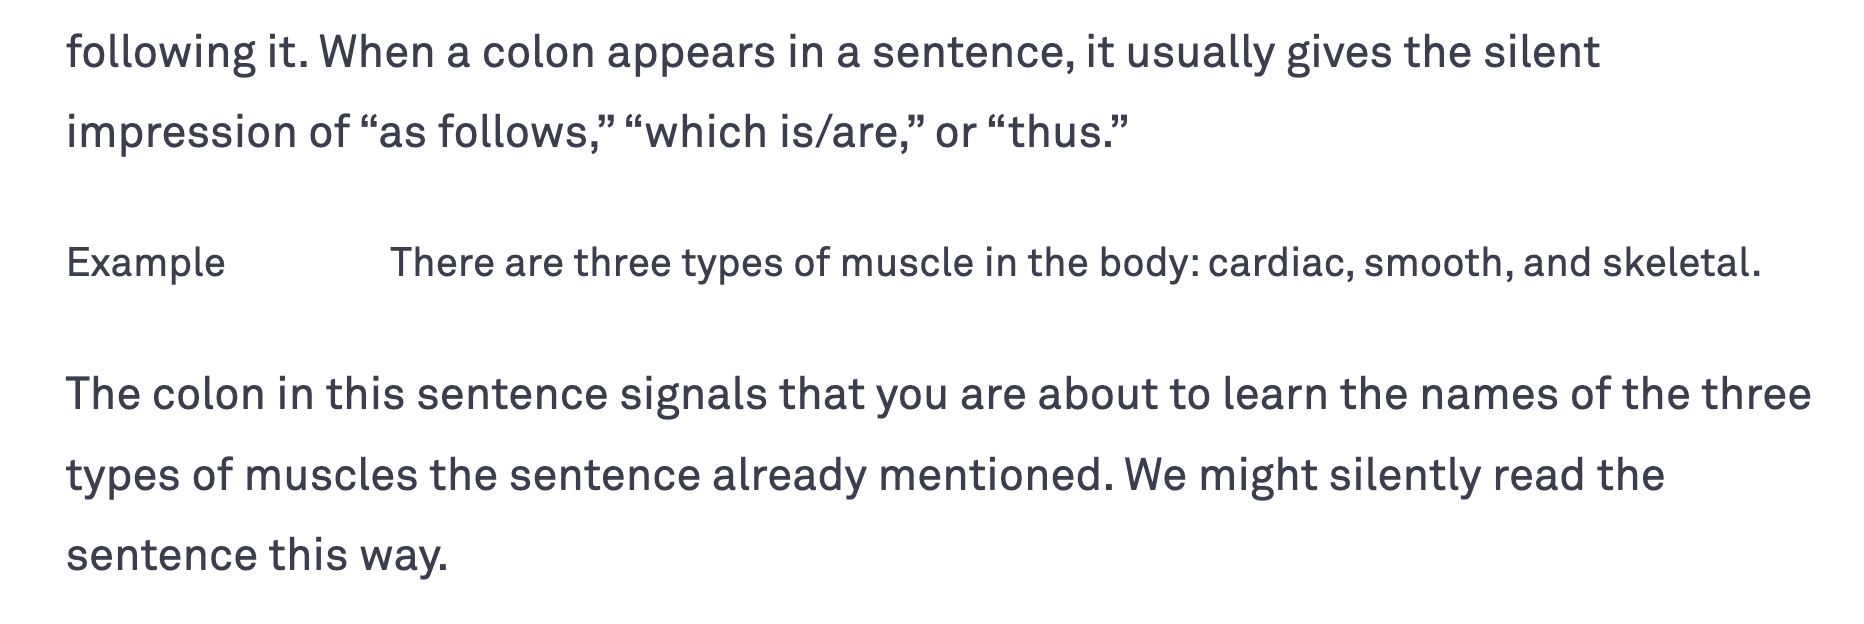 following it. When a colon appears in a sentence, it usually gives the silent
impression of “as follows,” “which is/are,” or “thus.”
Example There are three types of muscle in the body: cardiac, smooth, and skeletal.
The colon in this sentence signals that you are about to learn the names of the three
types of muscles the sentence already mentioned. We might silently read the
sentence this way.